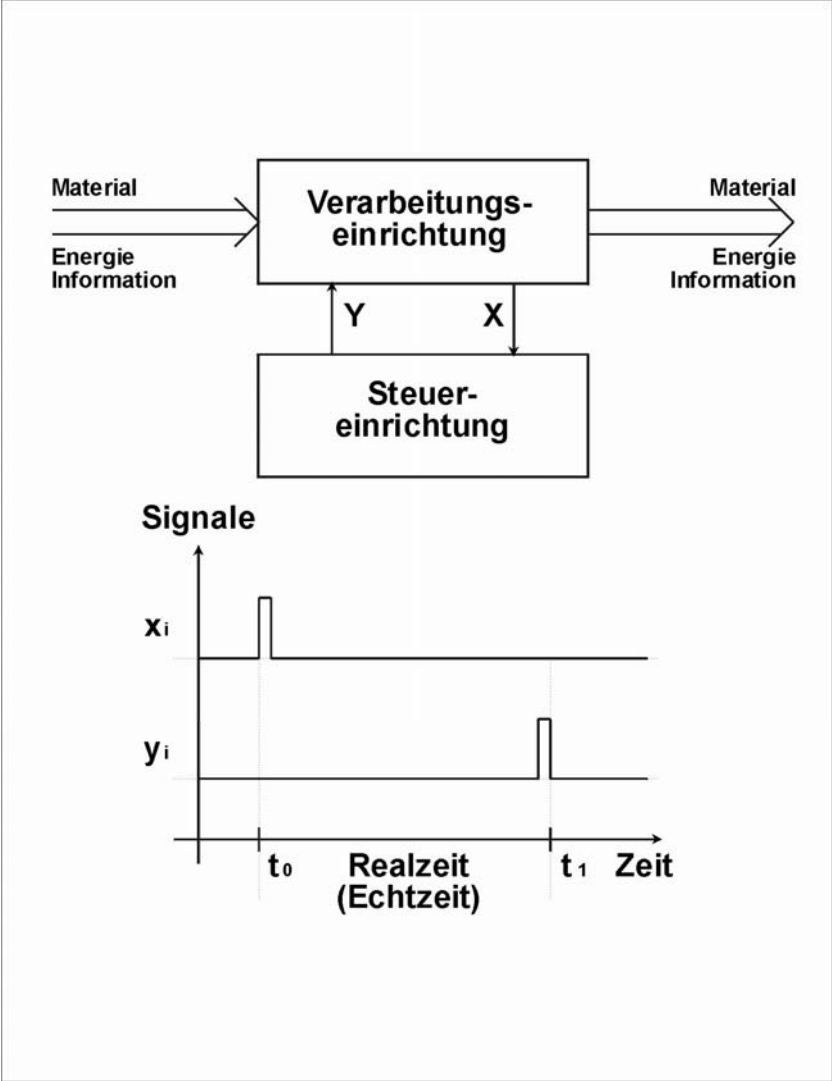 Material
Energie
Information
Verarbeitungs-
einrichtung
Material
Energie
Information
Y
X
Steuer-
einrichtung
Signale
xi
yi
t0
Realzeit
(Echtzeit)
t1
Zeit